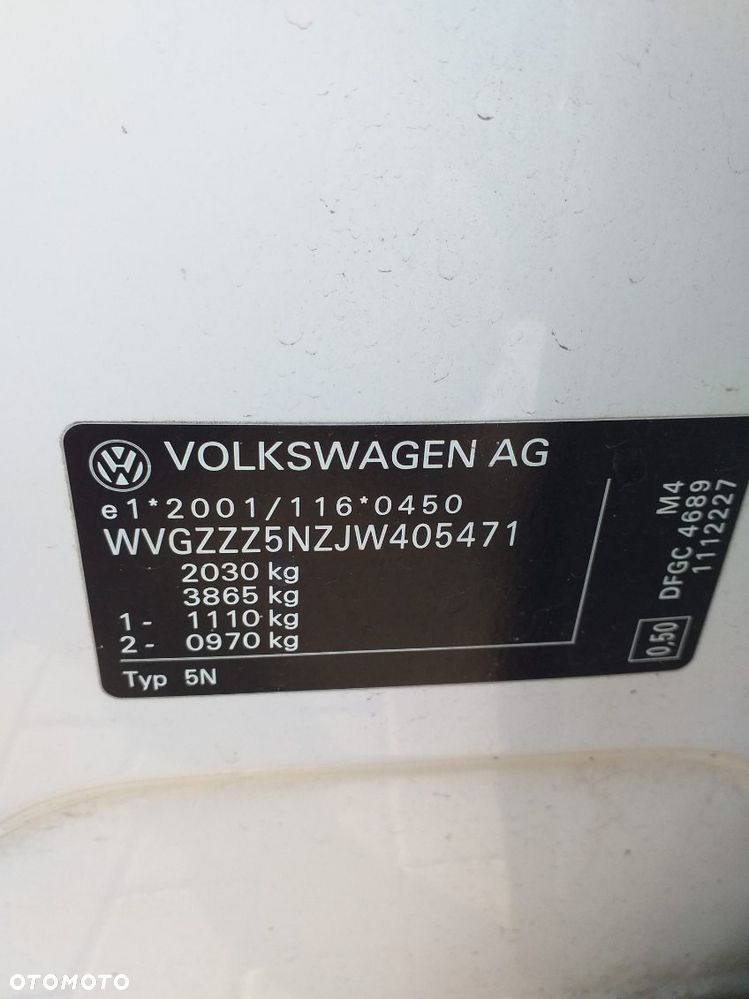 VOLKSWAGEN AG
e1*2001/116*0450
WVGZZZ5NZJW405471
2030 kg
3865 kg
1- 1110 kg
2- 0970 kg
Typ 5N
M4
DFGC 4689
1112227
0,50
OTOMOTO